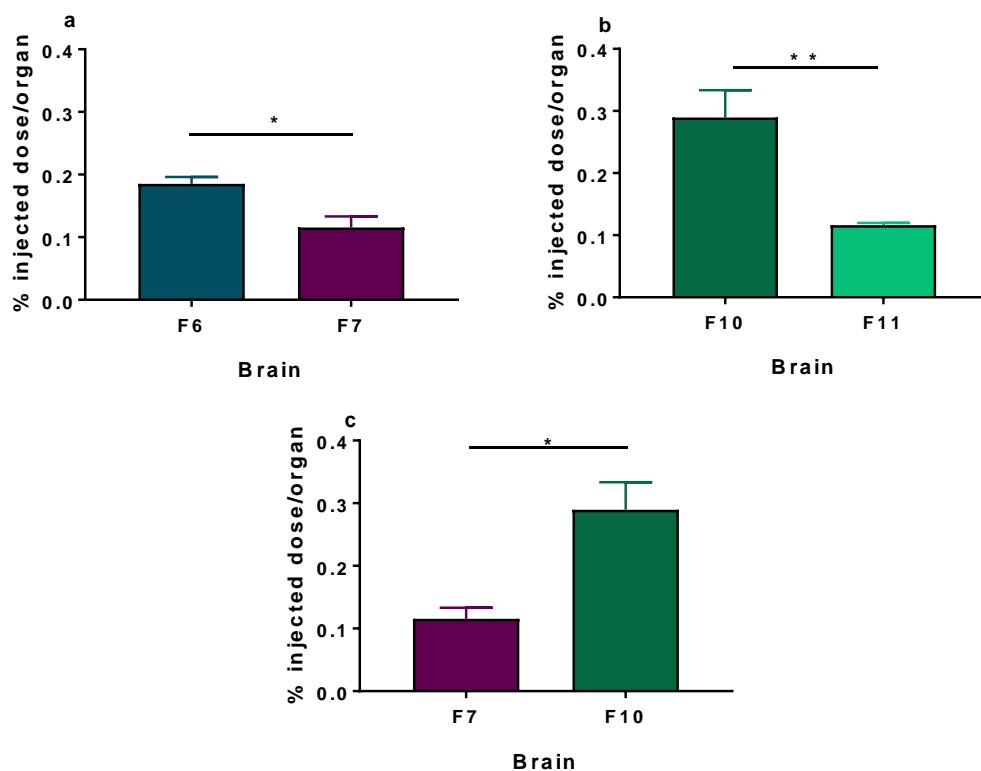 a
% injected dose/organ
0.4
0.3
0.2
0.1
0.0
*
F6 F7
Brain
b
% injected dose/organ
0.4
0.3
0.2
0.1
0.0
* *
F10 F11
Brain
c
% injected dose/organ
0.4
0.3
0.2
0.1
0.0
*
F7 F10
Brain